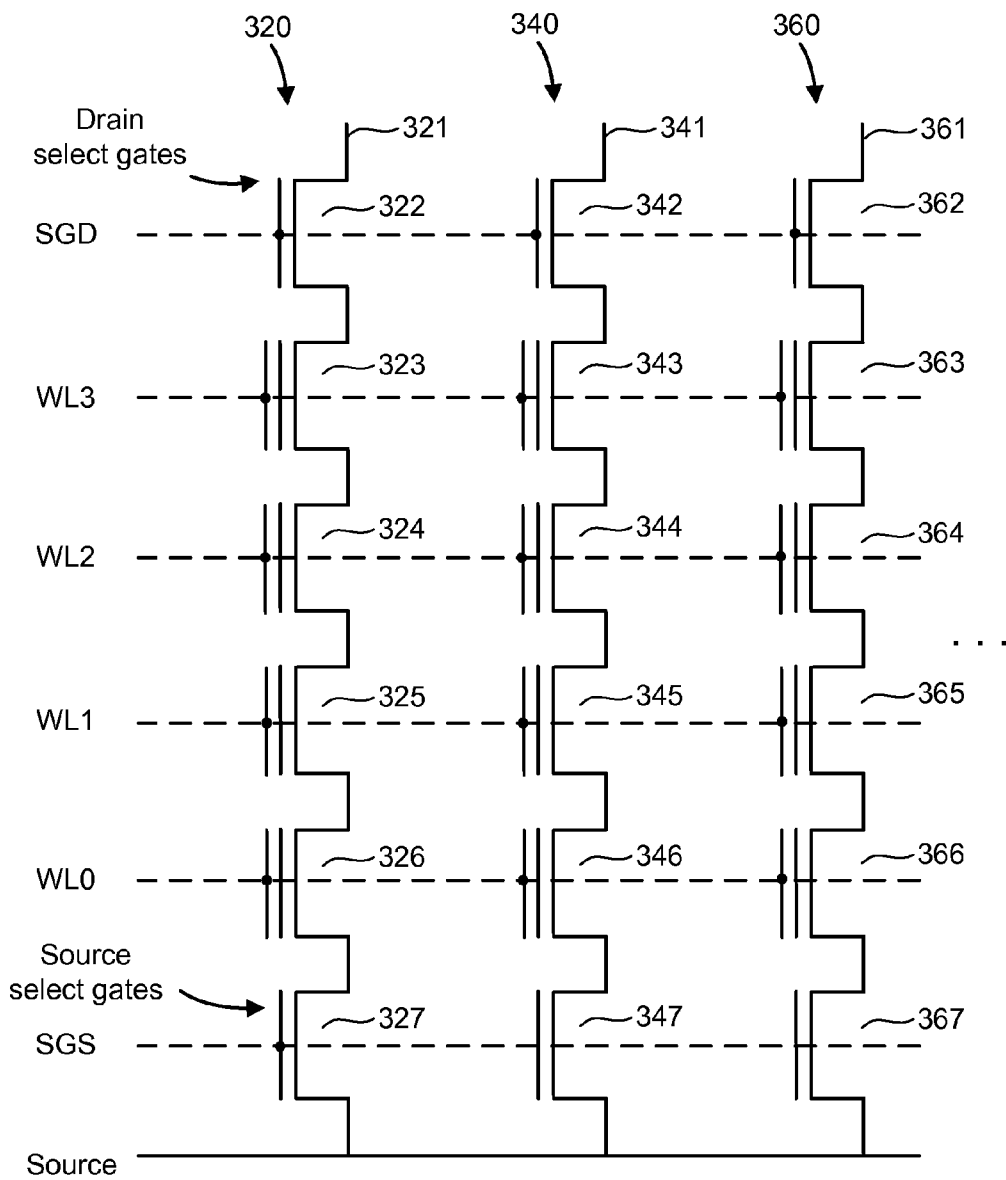 320 340 360
Drain
select gates
321 341 361
322 342 362
SGD
323 343 363
WL3
324 344 364
WL2
. . .
325 345 365
WL1
326 346 366
WL0
Source
select gates
327 347 367
SGS
Source